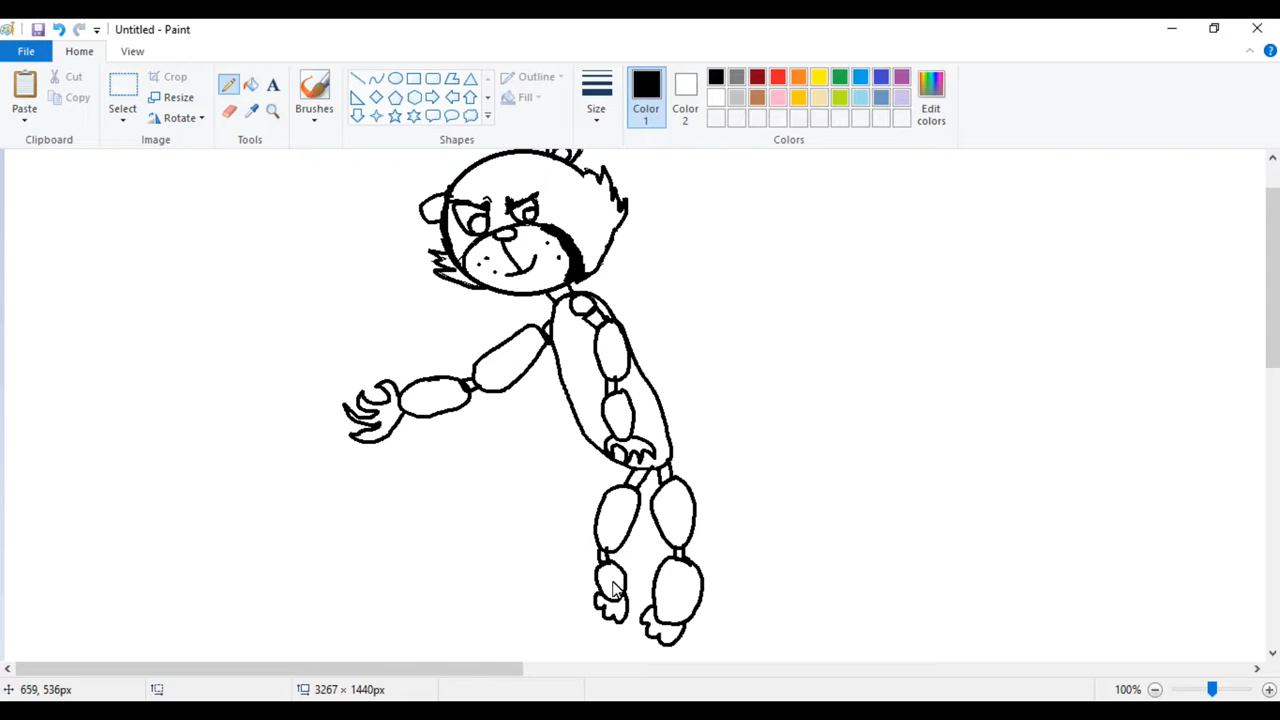 Untitled - Paint
File Home View
Paste
Cut
Copy
Clipboard
Select
Crop
Resize
Rotate
Image
A
Tools
Brushes
Shapes
Outline
Fill
Size
Color 1
Color 2
Edit colors
Colors
659, 536px
3267 × 1440px
100%